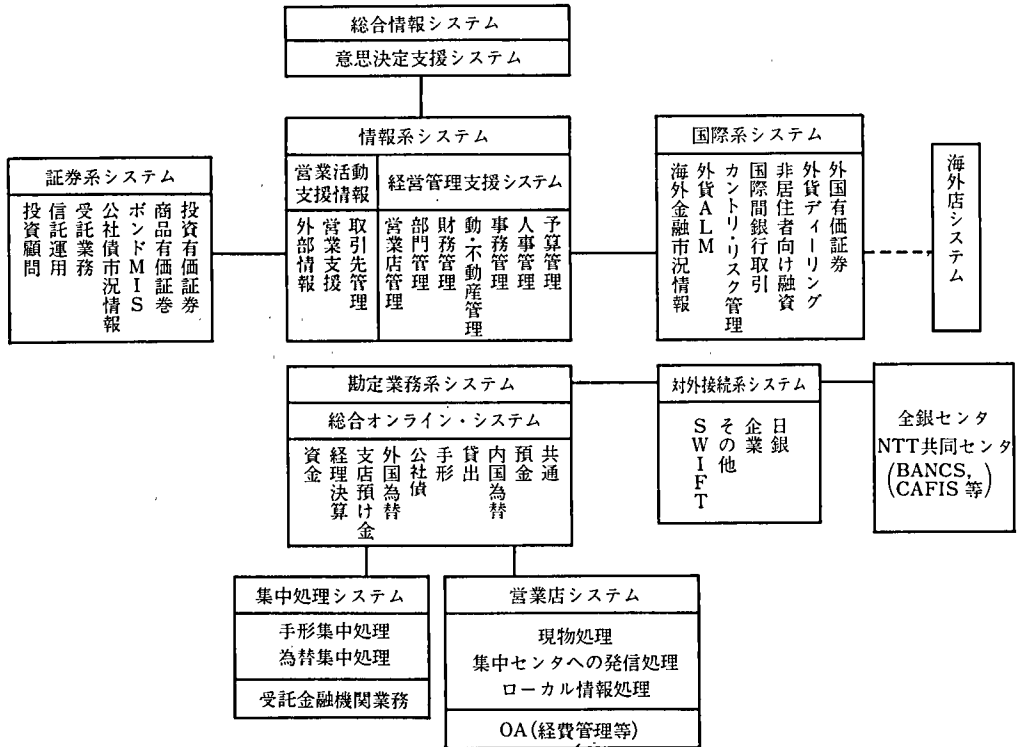 総合情報システム
意思決定支援システム
情報系システム
営業活動
支援情報
経営管理支援システム
予算管理
人事管理
事務管理
動・不動産管理
財務管理
部門管理
営業店管理
取引先管理
営業支援
外部情報
国際系システム
外国有価証券
外貨ディーリング
非居住者向け融資
国際間銀行取引
カントリ・リスク管理
外貨ALM
海外金融市況情報
海外店システム
証券系システム
投資有価証券
商品有価証巻
ボンドMIS
公社債市況情報
受託業務
信託運用
投資顧問
勘定業務系システム
総合オンライン・システム
共通
預金
内国為替
貸出
手形
公社債
外国為替
支店預け金
経理決算
資金
対外接続系システム
日銀
企業
その他
SWIFT
全銀センタ
NTT共同センタ
(BANCS,
CAFIS等)
集中処理システム
手形集中処理
為替集中処理
受託金融機関業務
営業店システム
現物処理
集中センタへの発信処理
ローカル情報処理
OA(経費管理等)